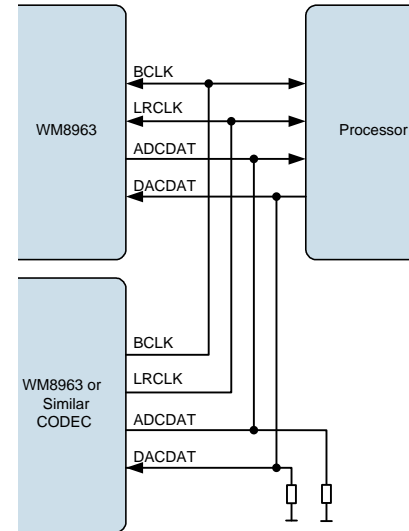 BCLK
LRCLK
WM8963
Processor
ADCDAT
DACDAT
BCLK
LRCLK
WM8963 or
Similar
CODEC
ADCDAT
DACDAT